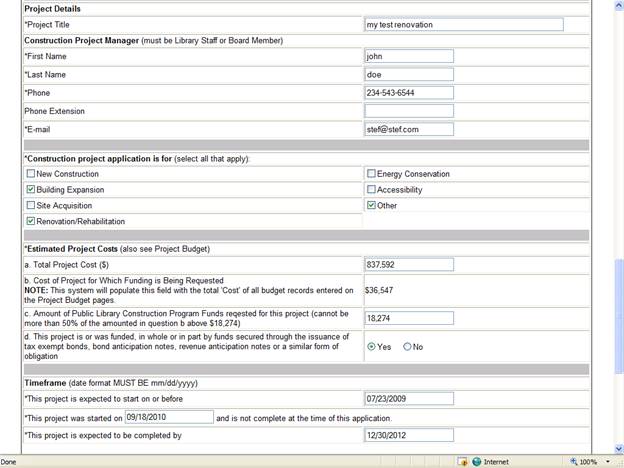 Project Details
*Project Title my test renovation
Construction Project Manager (must be Library Staff or Board Member)
*First Name john
*Last Name doe
*Phone 234-543-6544
Phone Extension
*E-mail stef@stef.com
*Construction project application is for (select all that apply):
New Construction Energy Conservation
Building Expansion Accessibility
Site Acquisition Other
Renovation/Rehabilitation
*Estimated Project Costs (also see Project Budget)
a. Total Project Cost ($) 837,592
b. Cost of Project for Which Funding is Being Requested
NOTE: This system will populate this field with the total 'Cost' of all budget records entered on $36,547
the Project Budget pages.
c. Amount of Public Library Construction Program Funds reqested for this project (cannot be 18,274
more than 50% of the amounted in question b above $18,274)
d. This project is or was funded, in whole or in part by funds secured through the issuance of
tax exempt bonds, bond anticipation notes, revenue anticipation notes or a similar form of Yes No
obligation
Timeframe (date format MUST BE mm/dd/yyyy)
*This project is expected to start on or before 07/23/2009
*This project was started on 09/18/2010 and is not complete at the time of this application.
*This project is expected to be completed by 12/30/2012
Done Internet 100%